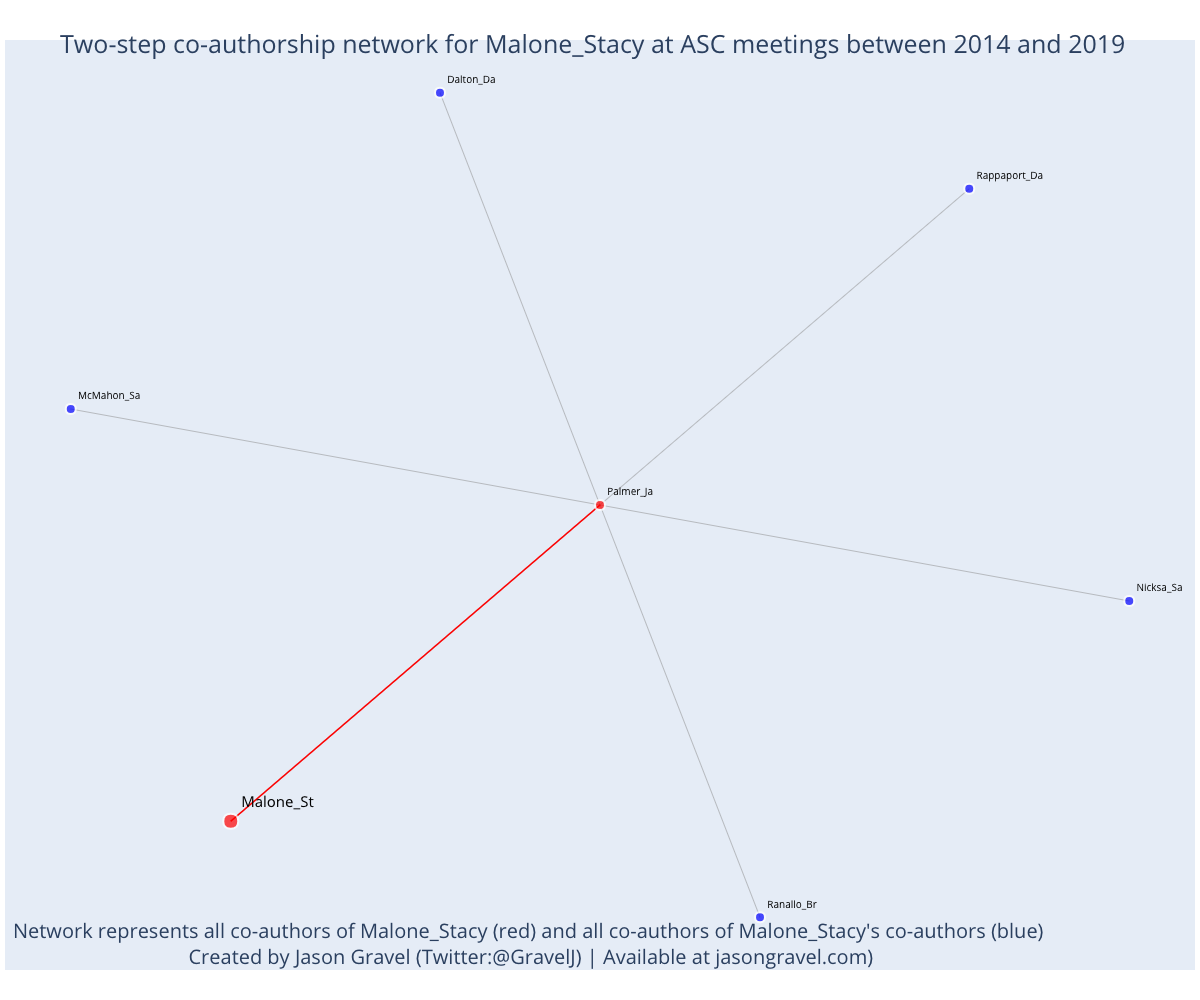 Two-step co-authorship network for Malone_Stacy at ASC meetings between 2014 and 2019
Dalton_Da
Rappaport_Da
McMahon_Sa
Palmer_Ja
Nicksa_Sa
Malone_St
Ranallo_Br
Network represents all co-authors of Malone_Stacy (red) and all co-authors of Malone_Stacy's co-authors (blue)
Created by Jason Gravel (Twitter:@GravelJ) | Available at jasongravel.com)